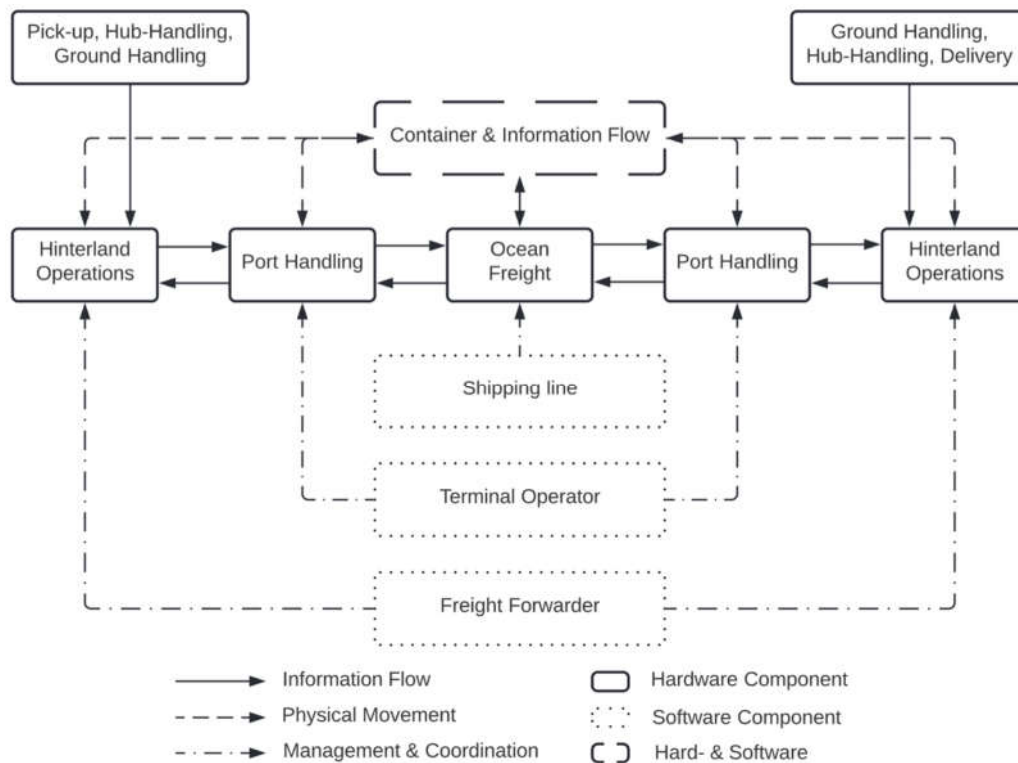 Pick-up, Hub-Handling,
Ground Handling
Ground Handling,
Hub-Handling, Delivery
Container & Information Flow
Hinterland
Operations
Port Handling
Ocean
Freight
Port Handling
Hinterland
Operations
Shipping line
Terminal Operator
Freight Forwarder
Information Flow
Hardware Component
Physical Movement
Software Component
Management & Coordination
Hard- & Software